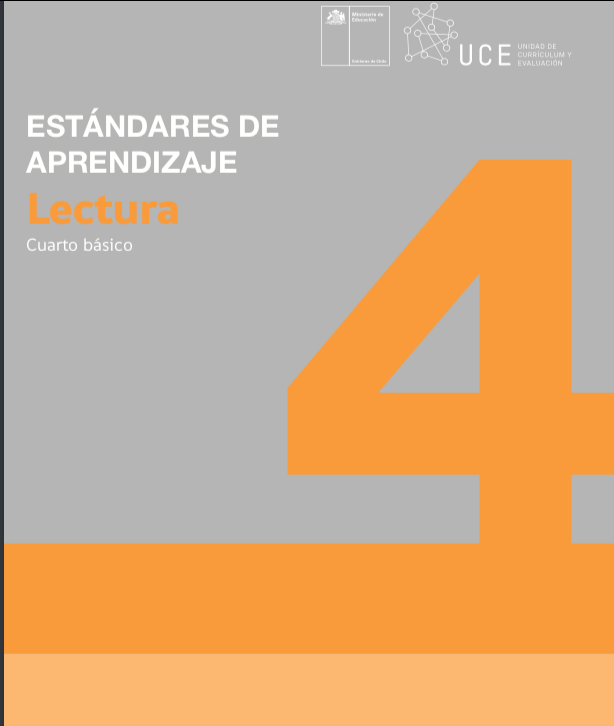 Ministerio de
Educación
Gobierno de Chile
UCE
UNIDAD DE
CURRÍCULUM Y
EVALUACIÓN
ESTÁNDARES DE
APRENDIZAJE
Lectura
Cuarto básico
4